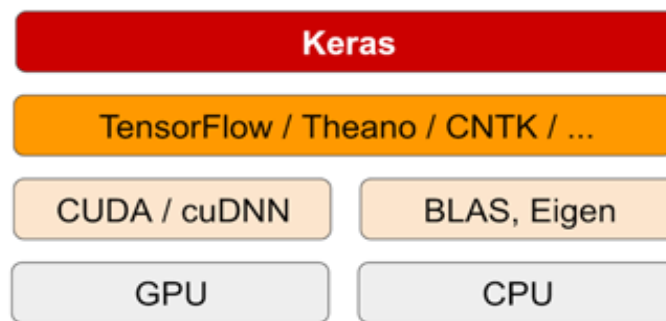 Keras
TensorFlow / Theano / CNTK / ...
CUDA / cuDNN
BLAS, Eigen
GPU
CPU